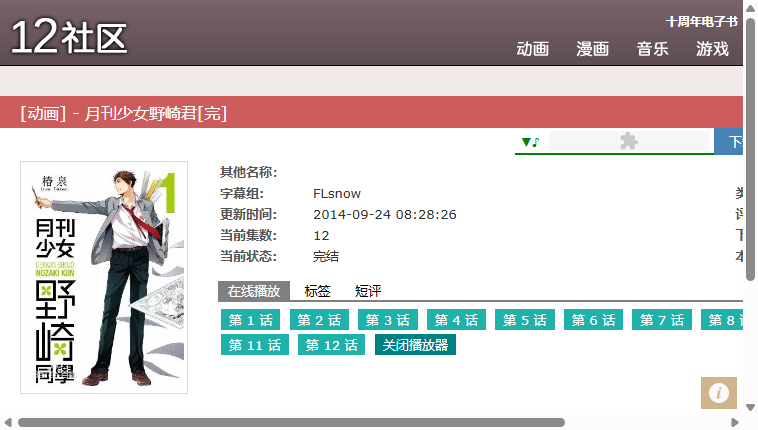 12社区
十周年电子书
动画 漫画 音乐 游戏
[动画] - 月刊少女野崎君[完]
▼♪
椿泉
1
月刊
少女
GEKKAN SHOJO
NOZAKI KUN
野
崎
同學
其他名称:
字幕组: FLsnow
更新时间: 2014-09-24 08:28:26
当前集数: 12
当前状态: 完结
在线播放 标签 短评
第 1 话 第 2 话 第 3 话 第 4 话 第 5 话 第 6 话 第 7 话 第 8
第 11 话 第 12 话 关闭播放器